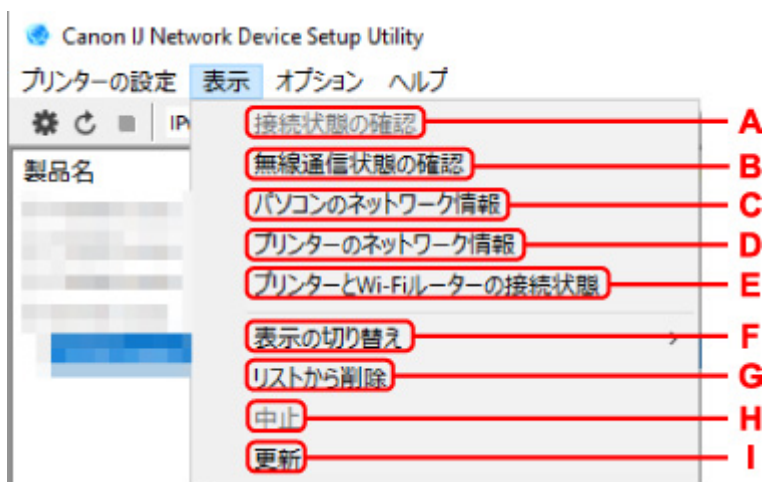 Canon IJ Network Device Setup Utility
プリンターの設定 表示 オプション ヘルプ
接続状態の確認 A
製品名
無線通信状態の確認 B
パソコンのネットワーク情報 C
プリンターのネットワーク情報 D
プリンターとWi-Fiルーターの接続状態 E
表示の切り替え F
リストから削除 G
中止 H
更新 I